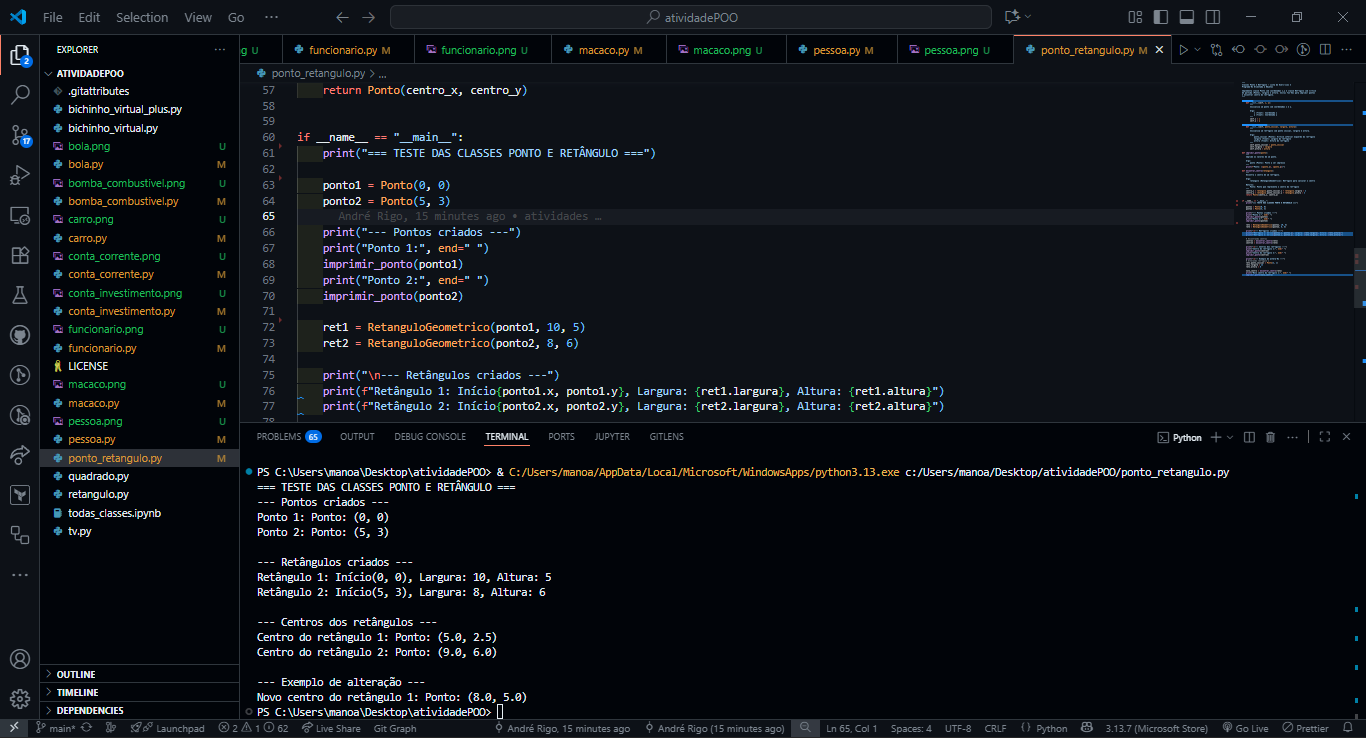 File Edit Selection View Go ··· atividadePOO
EXPLORER ···
ATIVIDADEPOO
.gitattributes
bichinho_virtual_plus.py
bichinho_virtual.py
bola.png U
bola.py M
bomba_combustivel.png U
bomba_combustivel.py M
carro.png U
carro.py M
conta_corrente.png U
conta_corrente.py M
conta_investimento.png U
conta_investimento.py M
funcionario.png U
funcionario.py M
LICENSE
macaco.png U
macaco.py M
pessoa.png U
pessoa.py M
ponto_retangulo.py M
quadrado.py
retangulo.py
todas_classes.ipynb
tv.py
OUTLINE
TIMELINE
DEPENDENCIES
2
17
ng U funcionario.py M funcionario.png U macaco.py M macaco.png U pessoa.py M pessoa.png U ponto_retangulo.py M
ponto_retangulo.py > ...
57 return Ponto(centro_x, centro_y)
58
59
60 if __name__ == "__main__":
61 print("=== TESTE DAS CLASSES PONTO E RETÂNGULO ===")
62
63 ponto1 = Ponto(0, 0)
64 ponto2 = Ponto(5, 3)
65 André Rigo, 15 minutes ago • atividades …
66 print("--- Pontos criados ---")
67 print("Ponto 1:", end=" ")
68 imprimir_ponto(ponto1)
69 print("Ponto 2:", end=" ")
70 imprimir_ponto(ponto2)
71
72 ret1 = RetanguloGeometrico(ponto1, 10, 5)
73 ret2 = RetanguloGeometrico(ponto2, 8, 6)
74
75 print("\n--- Retângulos criados ---")
76 print(f"Retângulo 1: Início{ponto1.x, ponto1.y}, Largura: {ret1.largura}, Altura: {ret1.altura}")
77 print(f"Retângulo 2: Início{ponto2.x, ponto2.y}, Largura: {ret2.largura}, Altura: {ret2.altura}")
78
PROBLEMS 65 OUTPUT DEBUG CONSOLE TERMINAL PORTS JUPYTER GITLENS Python
PS C:\Users\manoa\Desktop\atividadePOO> & C:/Users/manoa/AppData/Local/Microsoft/WindowsApps/python3.13.exe c:/Users/manoa/Desktop/atividadePOO/ponto_retangulo.py
=== TESTE DAS CLASSES PONTO E RETÂNGULO ===
--- Pontos criados ---
Ponto 1: Ponto: (0, 0)
Ponto 2: Ponto: (5, 3)
--- Retângulos criados ---
Retângulo 1: Início(0, 0), Largura: 10, Altura: 5
Retângulo 2: Início(5, 3), Largura: 8, Altura: 6
--- Centros dos retângulos ---
Centro do retângulo 1: Ponto: (5.0, 2.5)
Centro do retângulo 2: Ponto: (9.0, 6.0)
--- Exemplo de alteração ---
Novo centro do retângulo 1: Ponto: (8.0, 5.0)
PS C:\Users\manoa\Desktop\atividadePOO>
main* Launchpad 2 1 62 Live Share Git Graph André Rigo, 15 minutes ago André Rigo (15 minutes ago) Ln 65, Col 1 Spaces: 4 UTF-8 CRLF Python 3.13.7 (Microsoft Store) Go Live Prettier